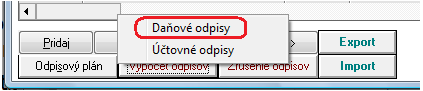 Daňové odpisy
Účtovné odpisy
Pridaj
Export
Odpisový plán
Výpočet odpisov
Zrušenie odpisov
Import